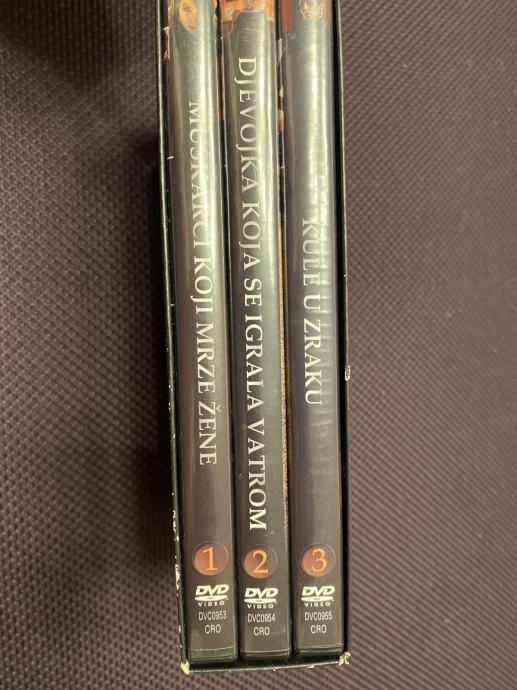 MUŠKARCI KOJI MRZE ŽENE
1
DVD
VIDEO
DVC0953
CRO
DJEVOJKA KOJA SE IGRALA VATROM
2
DVD
VIDEO
DVC0954
CRO
KULE U ZRAKU
3
DVD
VIDEO
DVC0955
CRO